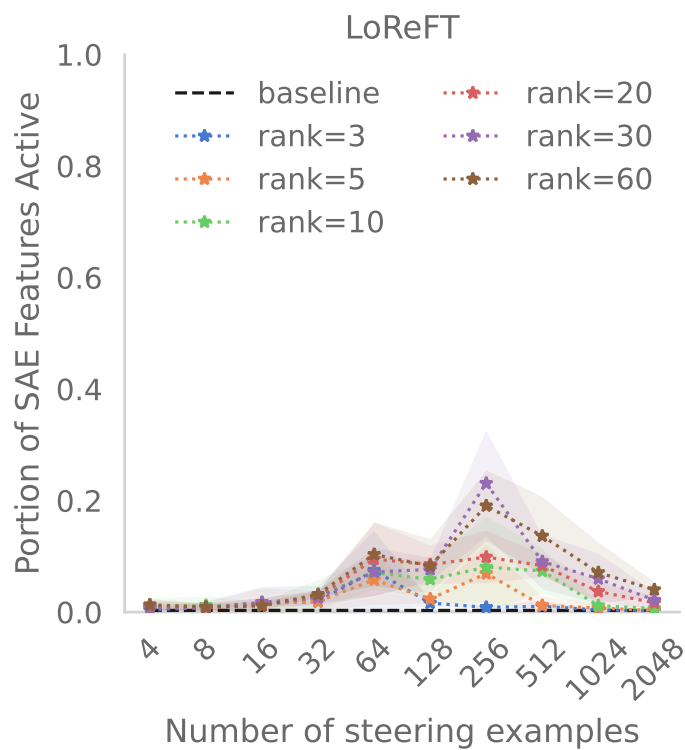 LoReFT
Portion of SAE Features Active
1.0
0.8
0.6
0.4
0.2
0.0
baseline
rank=3
rank=5
rank=10
rank=20
rank=30
rank=60
4
8
16
32
64
128
256
512
1024
2048
Number of steering examples